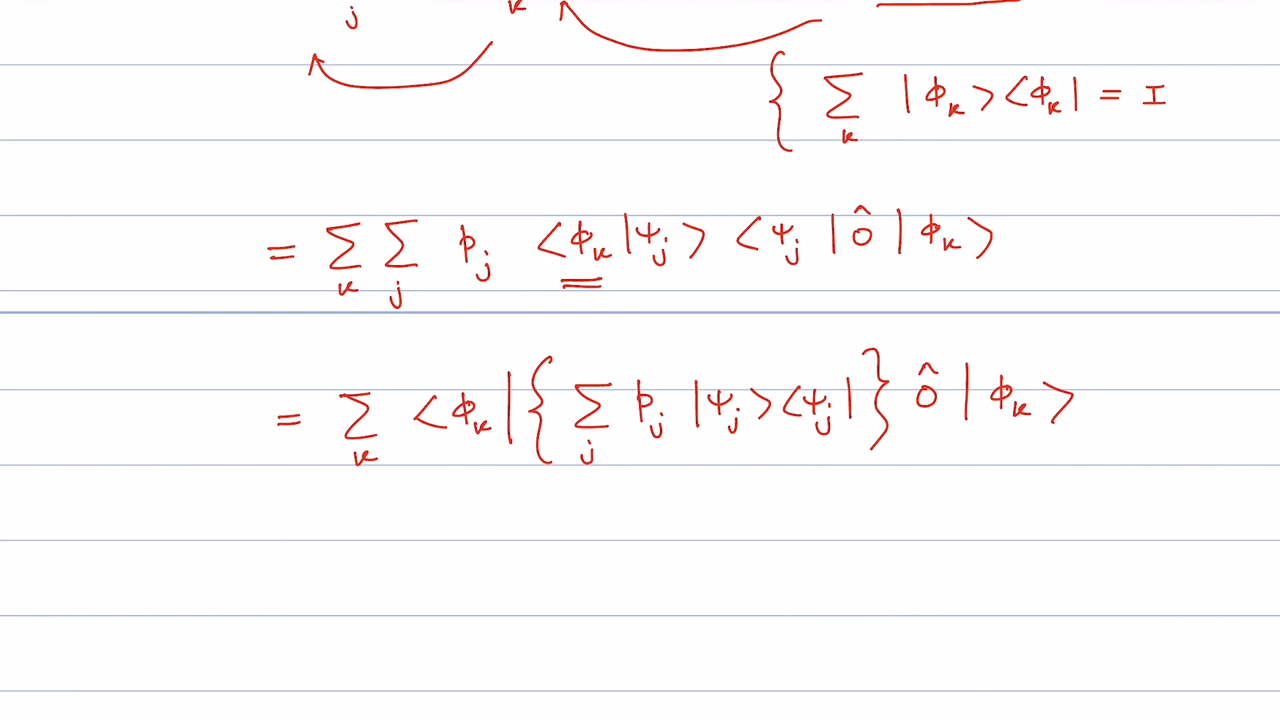 j k
{ Σ_k |ϕ_k><ϕ_k| = I
= Σ_k Σ_j p_j <ϕ_k|ψ_j> <ψ_j|ô|ϕ_k>
= Σ_k <ϕ_k|{ Σ_j p_j |ψ_j><ψ_j| } ô|ϕ_k>